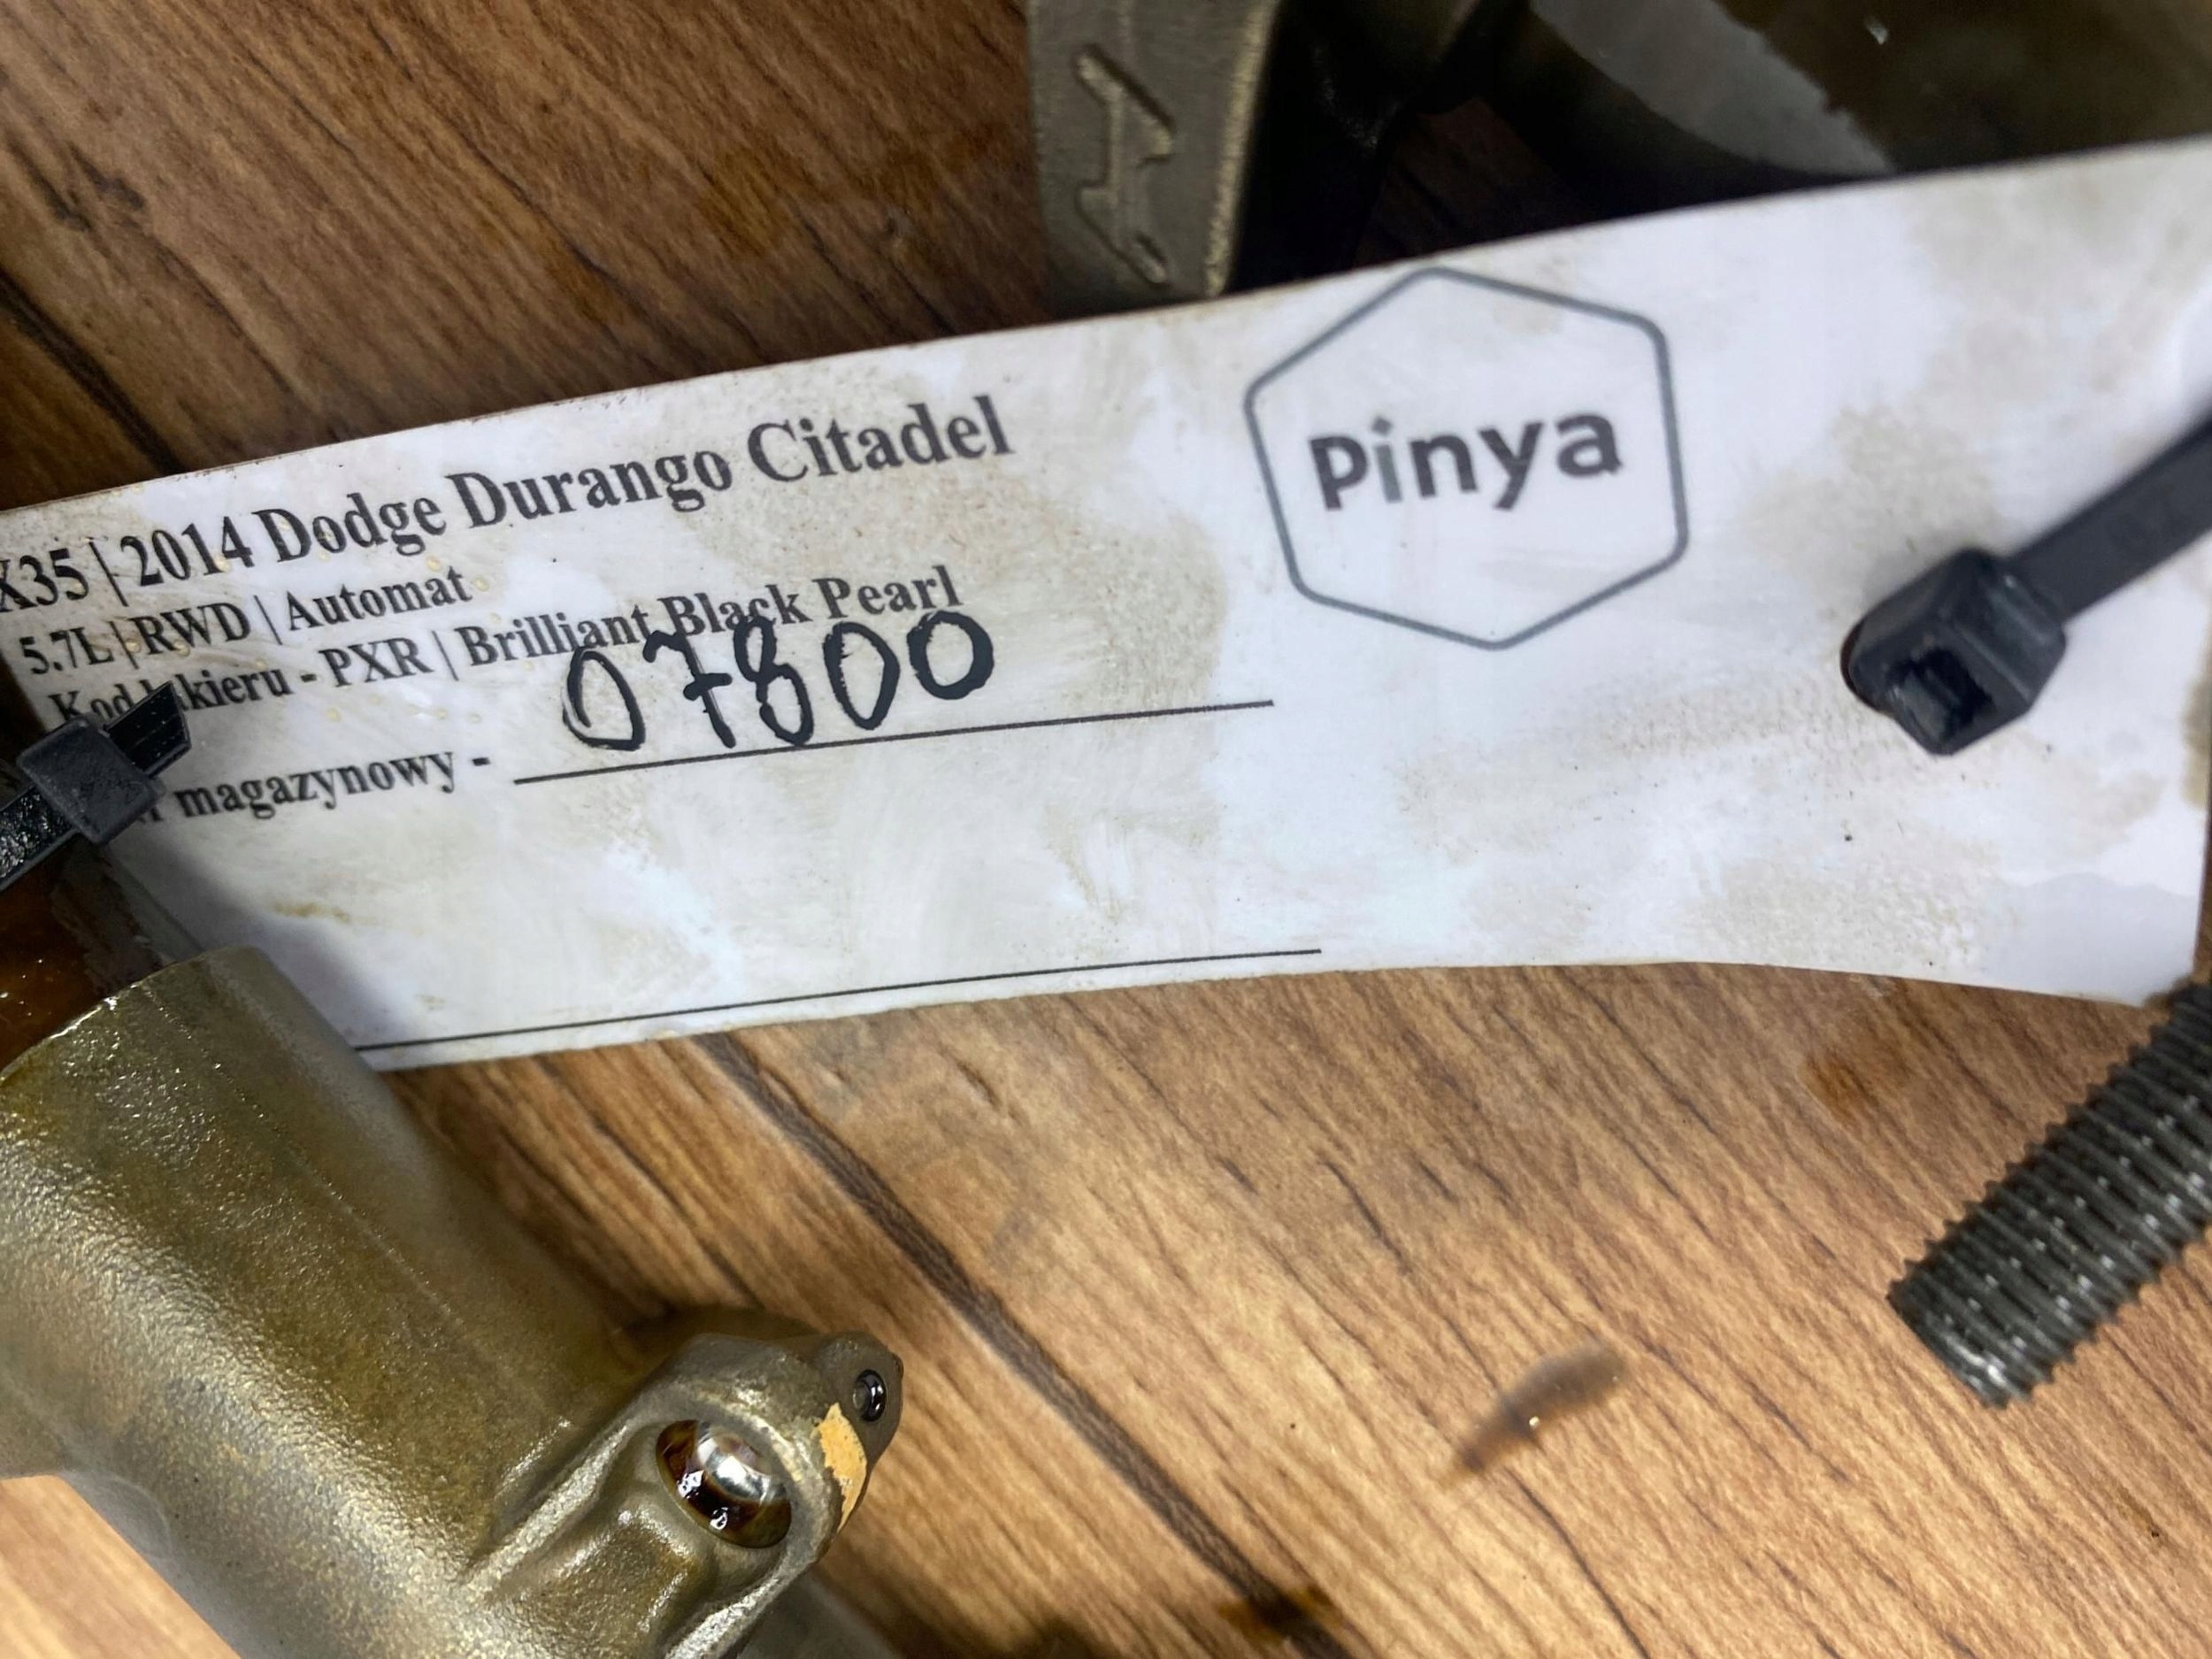 X35 | 2014 Dodge Durango Citadel
5.7L | RWD | Automat
Kod lakieru - PXR | Brilliant Black Pearl
magazynowy - 07800
Pinya